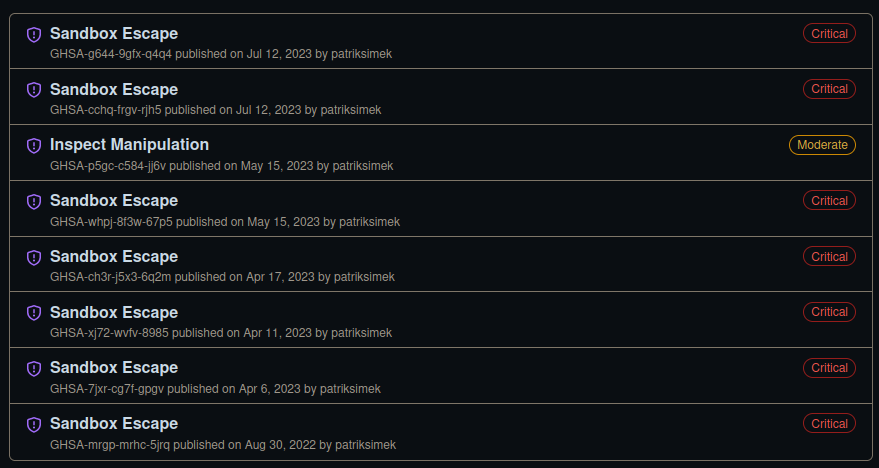 Sandbox Escape
Critical
GHSA-g644-9gfx-q4q4 published on Jul 12, 2023 by patriksimek
Sandbox Escape
Critical
GHSA-cchq-frgv-rjh5 published on Jul 12, 2023 by patriksimek
Inspect Manipulation
Moderate
GHSA-p5gc-c584-jj6v published on May 15, 2023 by patriksimek
Sandbox Escape
Critical
GHSA-whpj-8f3w-67p5 published on May 15, 2023 by patriksimek
Sandbox Escape
Critical
GHSA-ch3r-j5x3-6q2m published on Apr 17, 2023 by patriksimek
Sandbox Escape
Critical
GHSA-xj72-wvfv-8985 published on Apr 11, 2023 by patriksimek
Sandbox Escape
Critical
GHSA-7jxr-cg7f-gpgv published on Apr 6, 2023 by patriksimek
Sandbox Escape
Critical
GHSA-mrgp-mrhc-5jrq published on Aug 30, 2022 by patriksimek